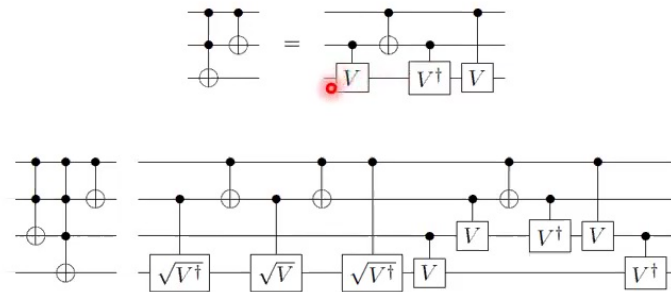 = V V† V
√V† √V √V† V V V† V V†